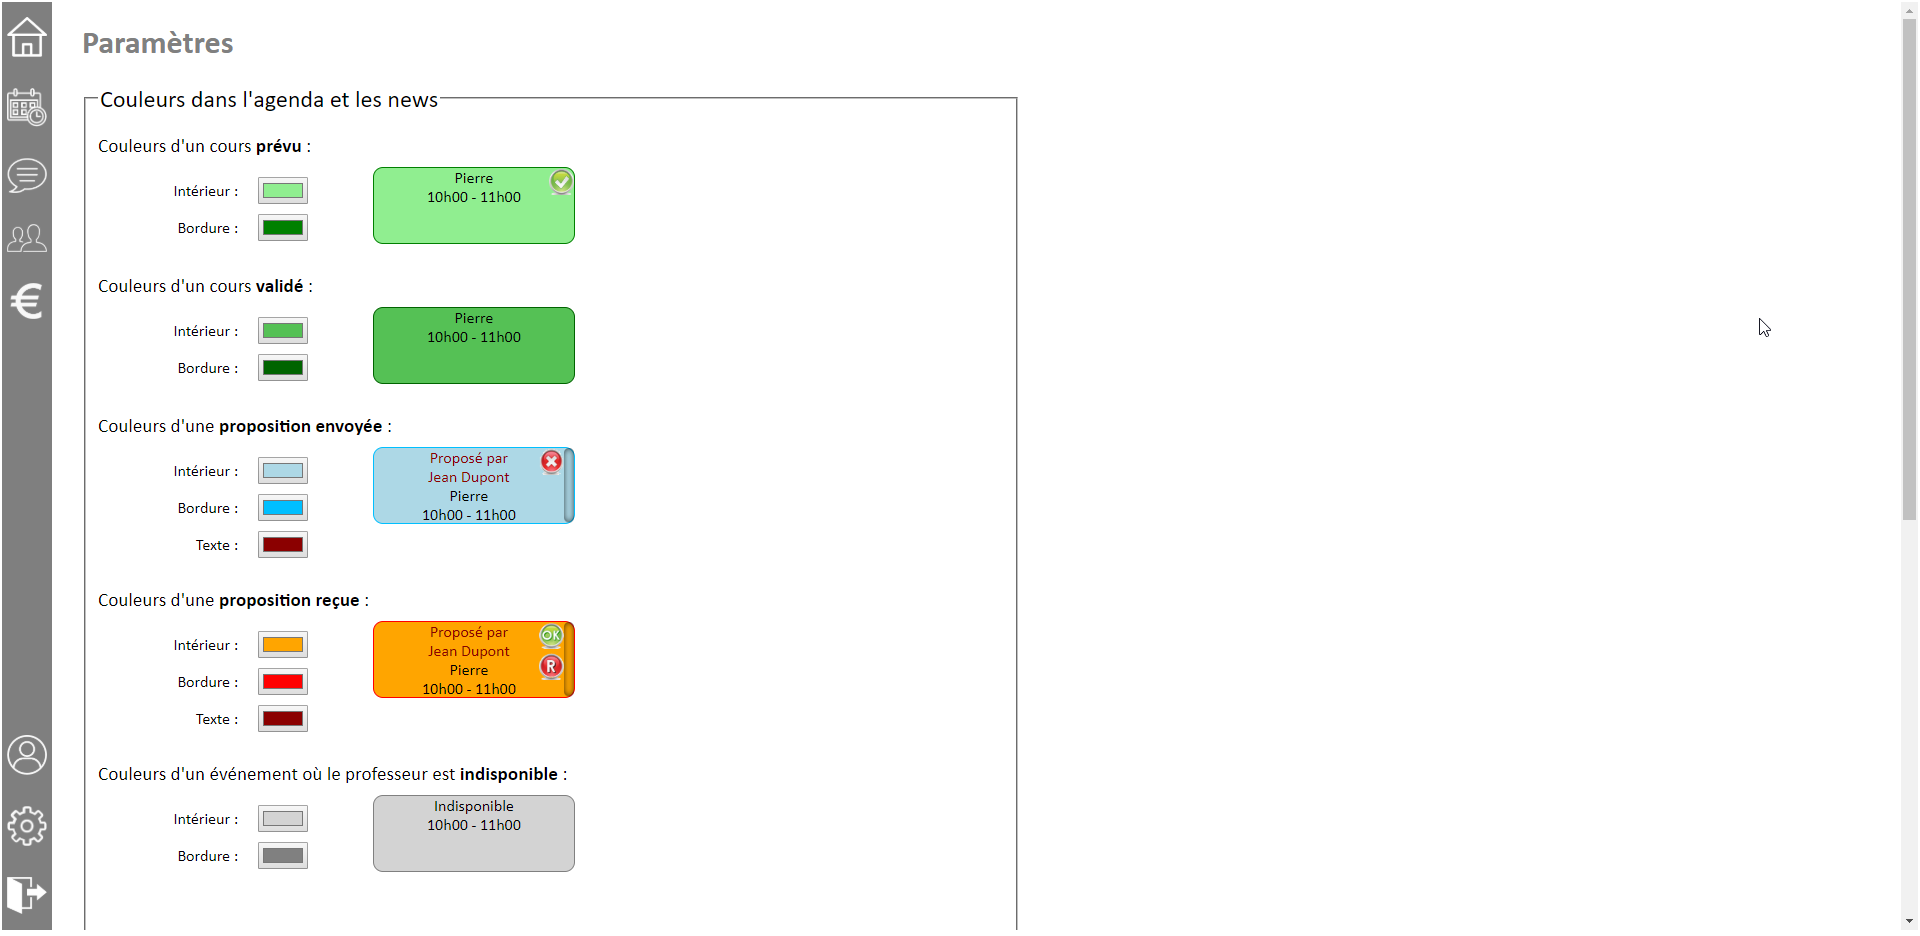 Paramètres
Couleurs dans l'agenda et les news
Couleurs d'un cours prévu :
Intérieur :
Bordure :
Pierre
10h00 - 11h00
Couleurs d'un cours validé :
Intérieur :
Bordure :
Pierre
10h00 - 11h00
Couleurs d'une proposition envoyée :
Intérieur :
Bordure :
Texte :
Proposé par
Jean Dupont
Pierre
10h00 - 11h00
Couleurs d'une proposition reçue :
Intérieur :
Bordure :
Texte :
Proposé par
Jean Dupont
Pierre
10h00 - 11h00
OK
R
Couleurs d'un événement où le professeur est indisponible :
Intérieur :
Bordure :
Indisponible
10h00 - 11h00